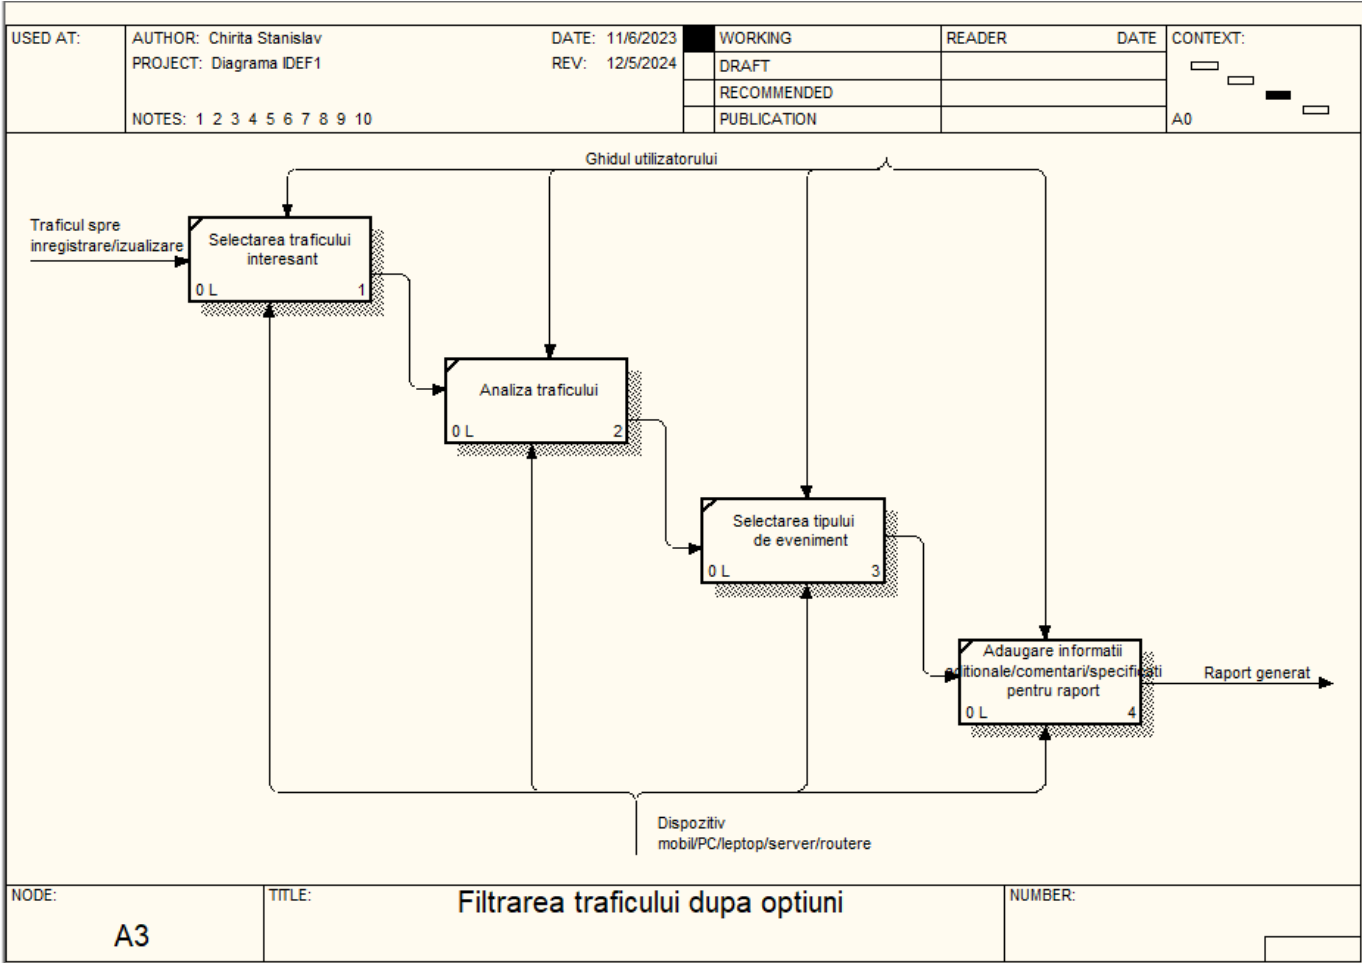 USED AT:
AUTHOR: Chirita Stanislav
DATE: 11/6/2023
PROJECT: Diagrama IDEF1
REV: 12/5/2024
NOTES: 1 2 3 4 5 6 7 8 9 10
WORKING
DRAFT
RECOMMENDED
PUBLICATION
READER DATE
CONTEXT:
A0
Ghidul utilizatorului
Traficul spre
inregistrare/izualizare
Selectarea traficului
interesant
0 L 1
Analiza traficului
0 L 2
Selectarea tipului
de eveniment
0 L 3
Adaugare informatii
aditionale/comentari/specificati
pentru raport
0 L 4
Raport generat
Dispozitiv
mobil/PC/leptop/server/routere
NODE:
A3
TITLE:
Filtrarea traficului dupa optiuni
NUMBER: